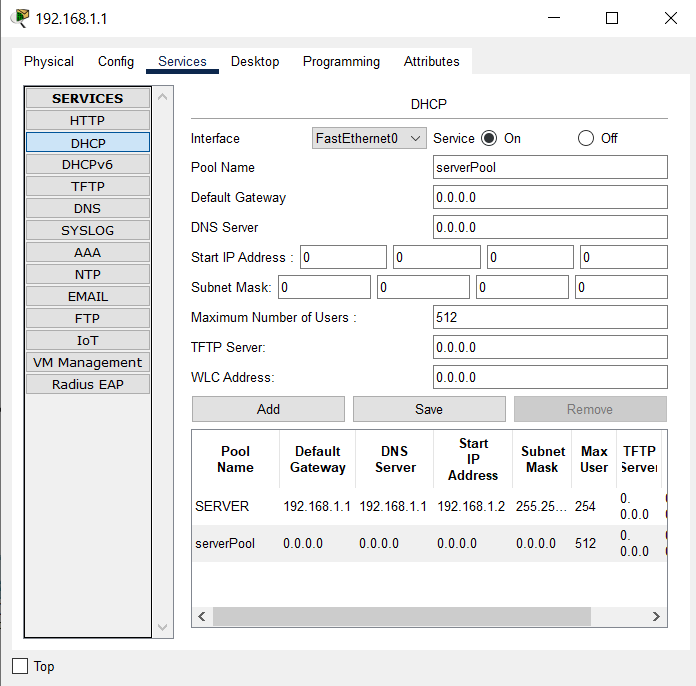 192.168.1.1
Physical Config Services Desktop Programming Attributes
SERVICES
HTTP
DHCP
DHCPv6
TFTP
DNS
SYSLOG
AAA
NTP
EMAIL
FTP
IoT
VM Management
Radius EAP
DHCP
Interface FastEthernet0 Service On Off
Pool Name serverPool
Default Gateway 0.0.0.0
DNS Server 0.0.0.0
Start IP Address : 0 0 0 0
Subnet Mask: 0 0 0 0
Maximum Number of Users : 512
TFTP Server: 0.0.0.0
WLC Address: 0.0.0.0
Add Save Remove
Pool Name Default Gateway DNS Server Start IP Address Subnet Mask Max User TFTP Server
SERVER 192.168.1.1 192.168.1.1 192.168.1.2 255.25... 254 0. 0.0.0
serverPool 0.0.0.0 0.0.0.0 0.0.0.0 0.0.0.0 512 0. 0.0.0
Top